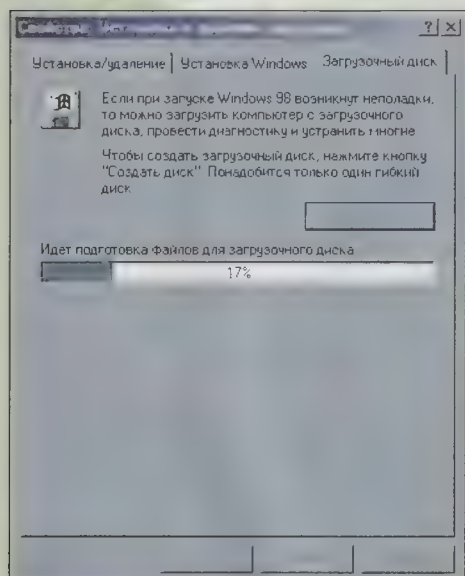 Установка/удаление Установка Windows Загрузочный диск
Если при запуске Windows 98 возникнут неполадки,
то можно загрузить компьютер с загрузочного
диска, провести диагностику и устранить многие
Чтобы создать загрузочный диск, нажмите кнопку
"Создать диск" Понадобится только один гибкий
диск
Идет подготовка файлов для загрузочного диска
17%